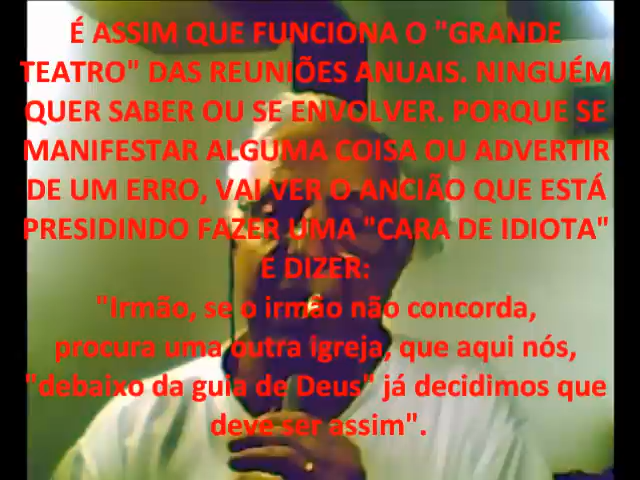 É ASSIM QUE FUNCIONA O "GRANDE
TEATRO" DAS REUNIÕES ANUAIS. NINGUÉM
QUER SABER OU SE ENVOLVER. PORQUE SE
MANIFESTAR ALGUMA COISA OU ADVERTIR
DE UM ERRO, VAI VER O ANCIÃO QUE ESTÁ
PRESIDINDO FAZER UMA "CARA DE IDIOTA"
E DIZER:
"Irmão, se o irmão não concorda,
procura uma outra igreja, que aqui nós,
"debaixo da guia de Deus" já decidimos que
deve ser assim".